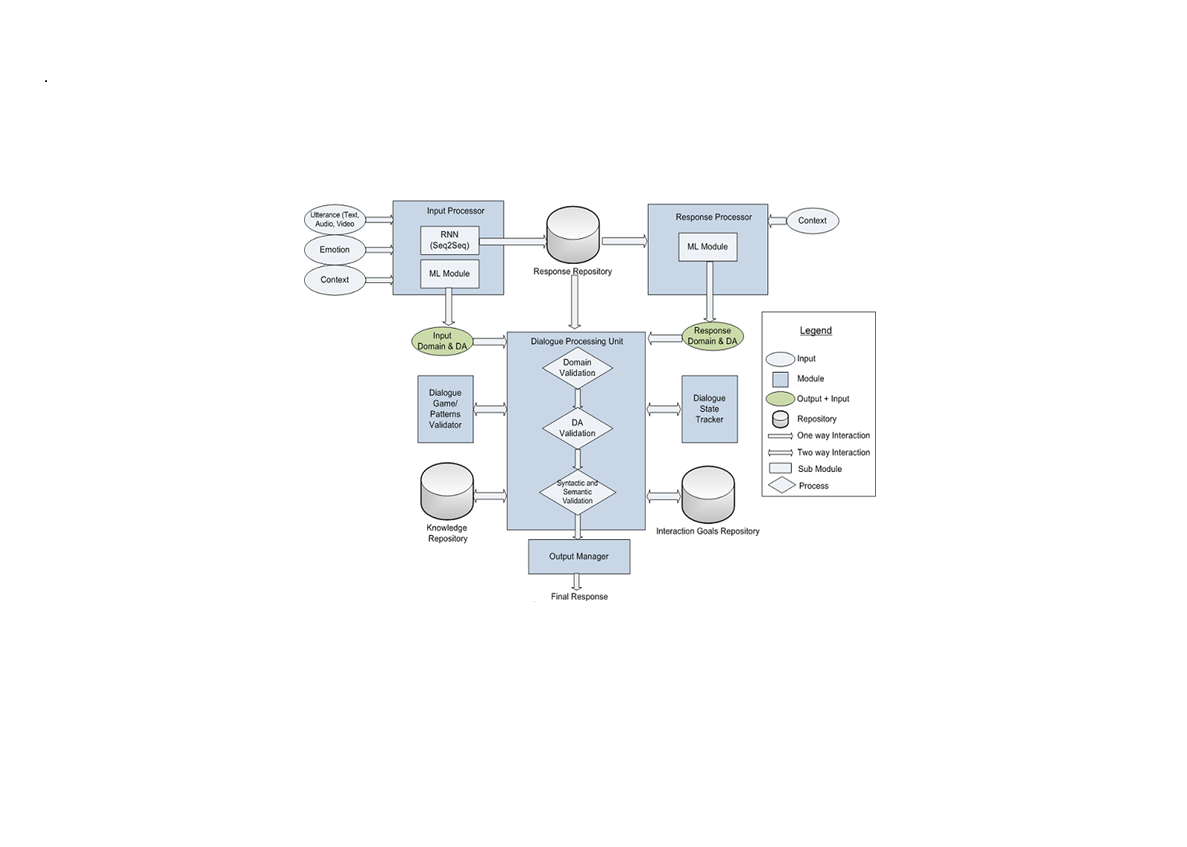 .
Utterance (Text,
Audio, Video
Emotion
Context
Input Processor
RNN
(Seq2Seq)
ML Module
Response Repository
Response Processor
ML Module
Context
Input
Domain & DA
Response
Domain & DA
Dialogue Processing Unit
Domain
Validation
DA
Validation
Syntactic and
Semantic
Validation
Dialogue
Game/
Patterns
Validator
Dialogue
State
Tracker
Knowledge
Repository
Interaction Goals Repository
Output Manager
Final Response
Legend
Input
Module
Output + Input
Repository
One way Interaction
Two way Interaction
Sub Module
Process